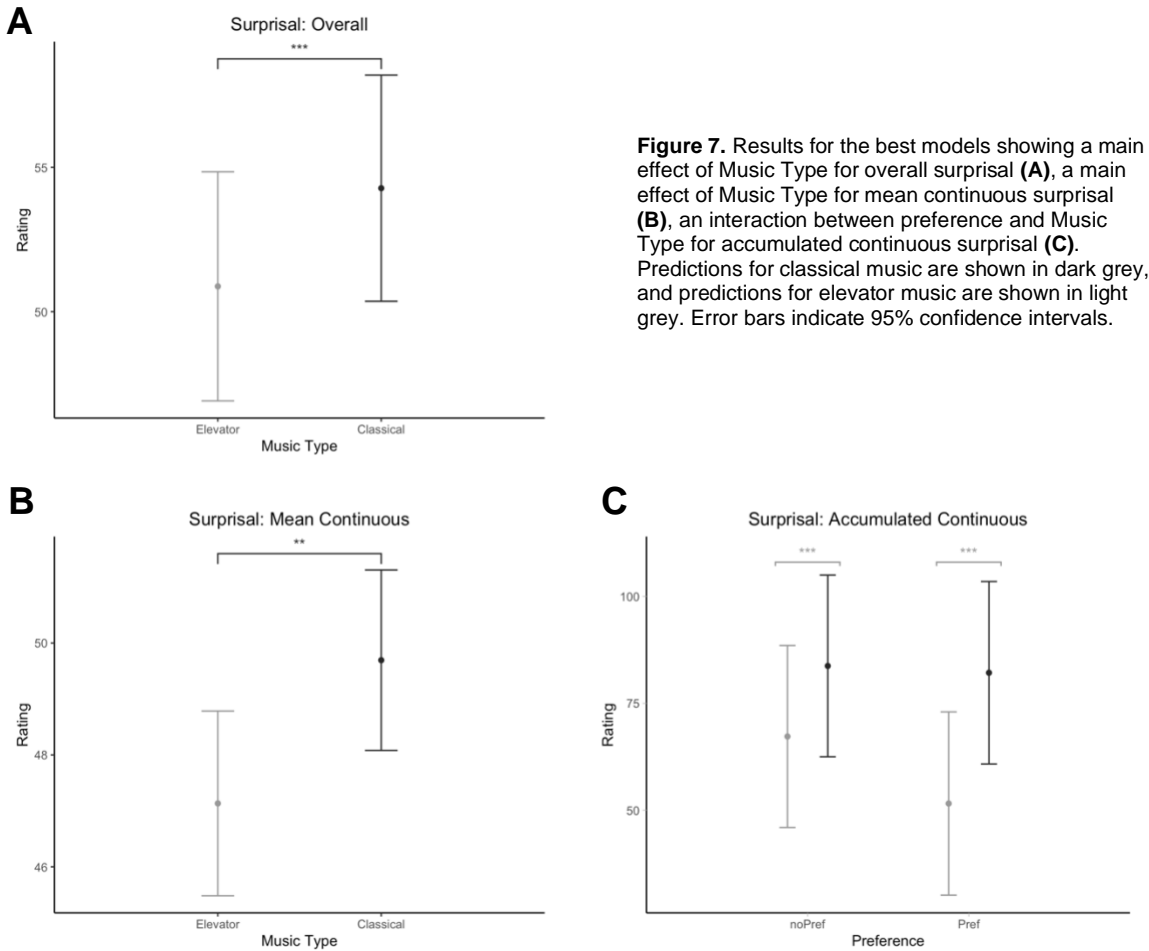 A
Surprisal: Overall
***
Rating
55
50
Elevator
Classical
Music Type
Figure 7. Results for the best models showing a main
effect of Music Type for overall surprisal (A), a main
effect of Music Type for mean continuous surprisal
(B), an interaction between preference and Music
Type for accumulated continuous surprisal (C).
Predictions for classical music are shown in dark grey,
and predictions for elevator music are shown in light
grey. Error bars indicate 95% confidence intervals.
B
Surprisal: Mean Continuous
**
Rating
50
48
46
Elevator
Classical
Music Type
C
Surprisal: Accumulated Continuous
***
***
Rating
100
75
50
noPref
Pref
Preference